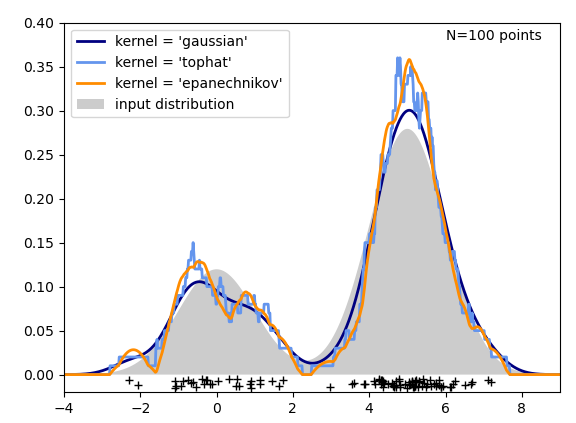 0.40
0.35
0.30
0.25
0.20
0.15
0.10
0.05
0.00
kernel = 'gaussian'
kernel = 'tophat'
kernel = 'epanechnikov'
input distribution
N=100 points
−4 −2 0 2 4 6 8